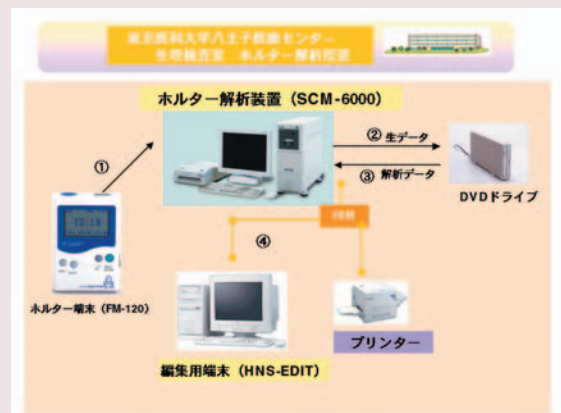 東京医科大学八王子医療センター
生理検査室 ホルター解析装置
ホルター解析装置（SCM-6000）
①
② 生データ
③ 解析データ
DVDドライブ
12:13
④
ホルター端末（FM-120）
プリンター
編集用端末（HNS-EDIT）